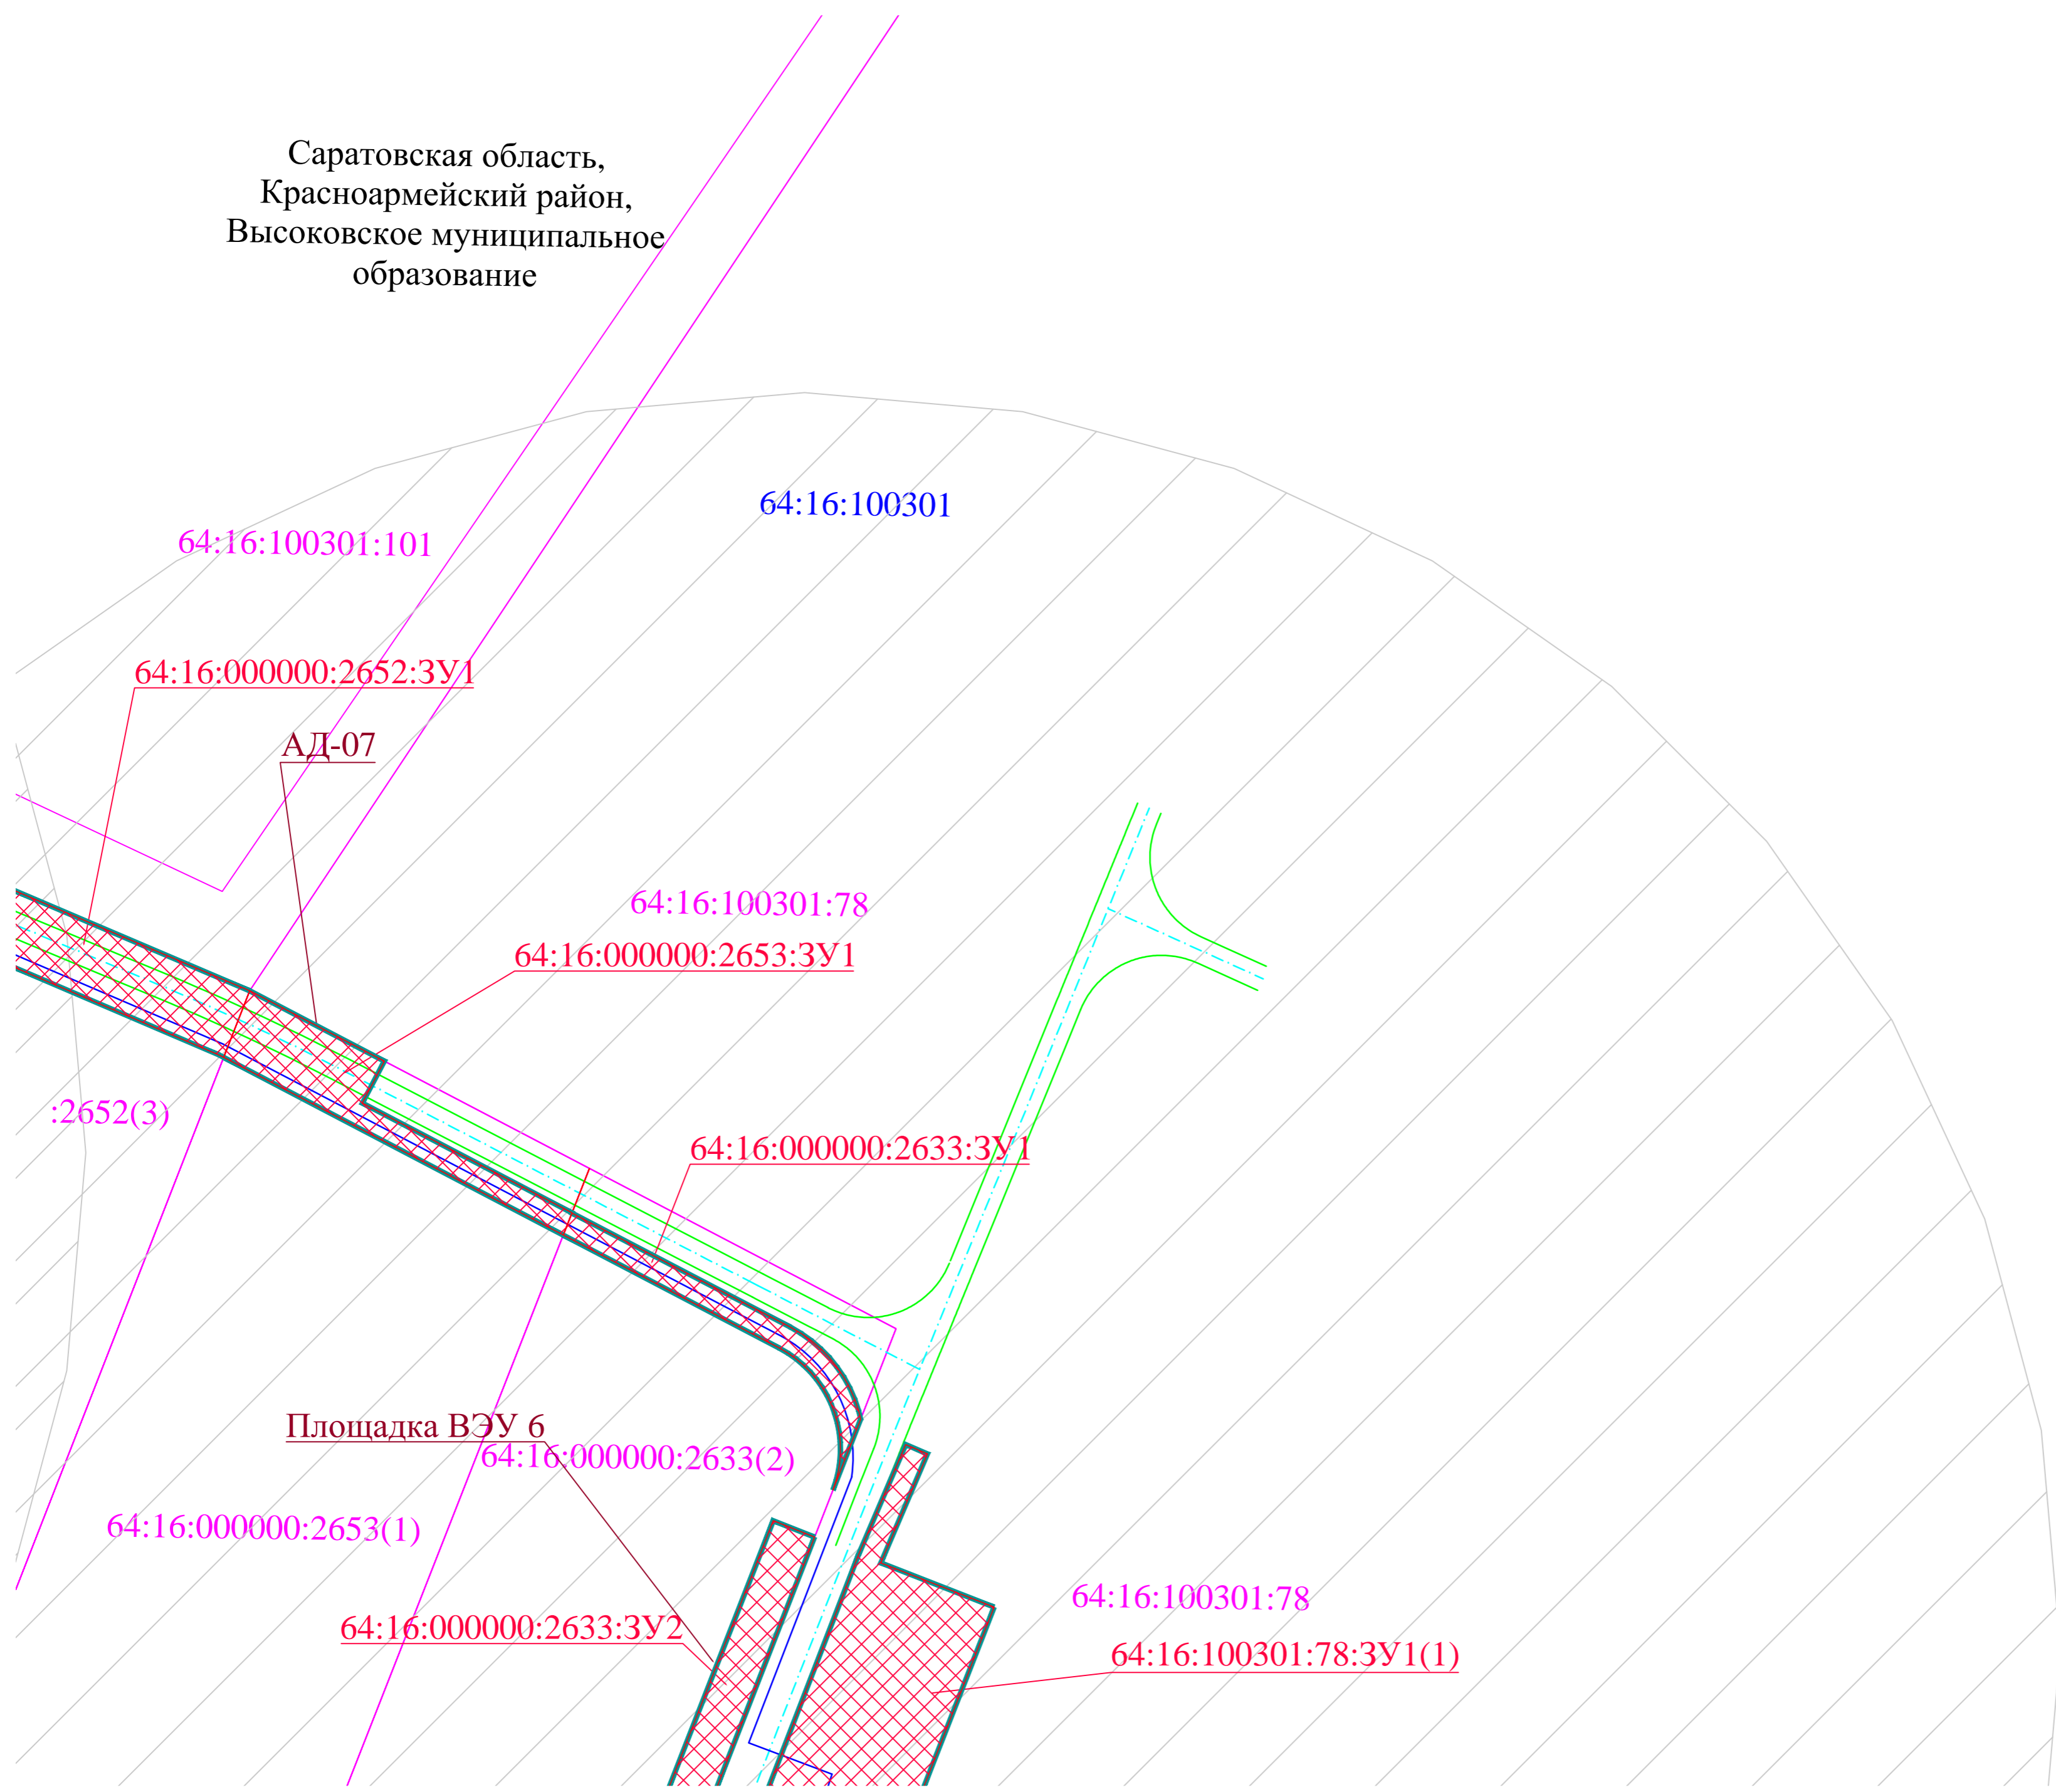 Саратовская область,
Красноармейский район,
Высоковское муниципальное
образование
64:16:100301
64:16:100301:101
64:16:000000:2652:ЗУ1
АД-07
64:16:100301:78
64:16:000000:2653:ЗУ1
:2652(3)
64:16:000000:2633:ЗУ1
Площадка ВЭУ 6
64:16:000000:2633(2)
64:16:000000:2653(1)
64:16:100301:78
64:16:000000:2633:ЗУ2
64:16:100301:78:ЗУ1(1)